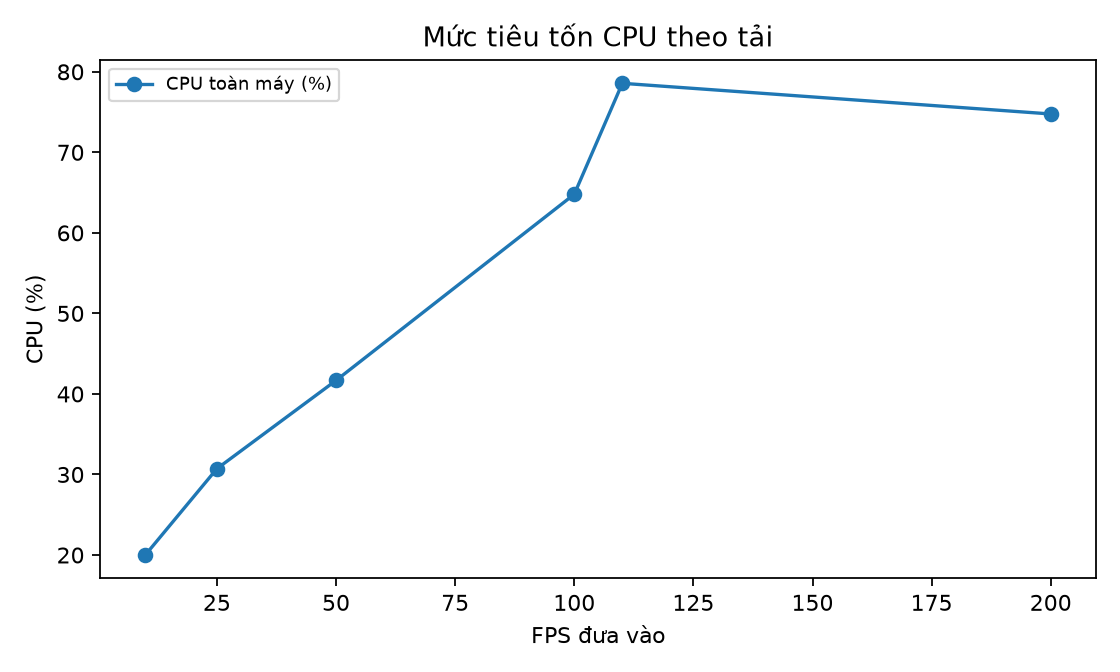 Mức tiêu tốn CPU theo tải
CPU toàn máy (%)
CPU (%)
80
70
60
50
40
30
20
25 50 75 100 125 150 175 200
FPS đưa vào